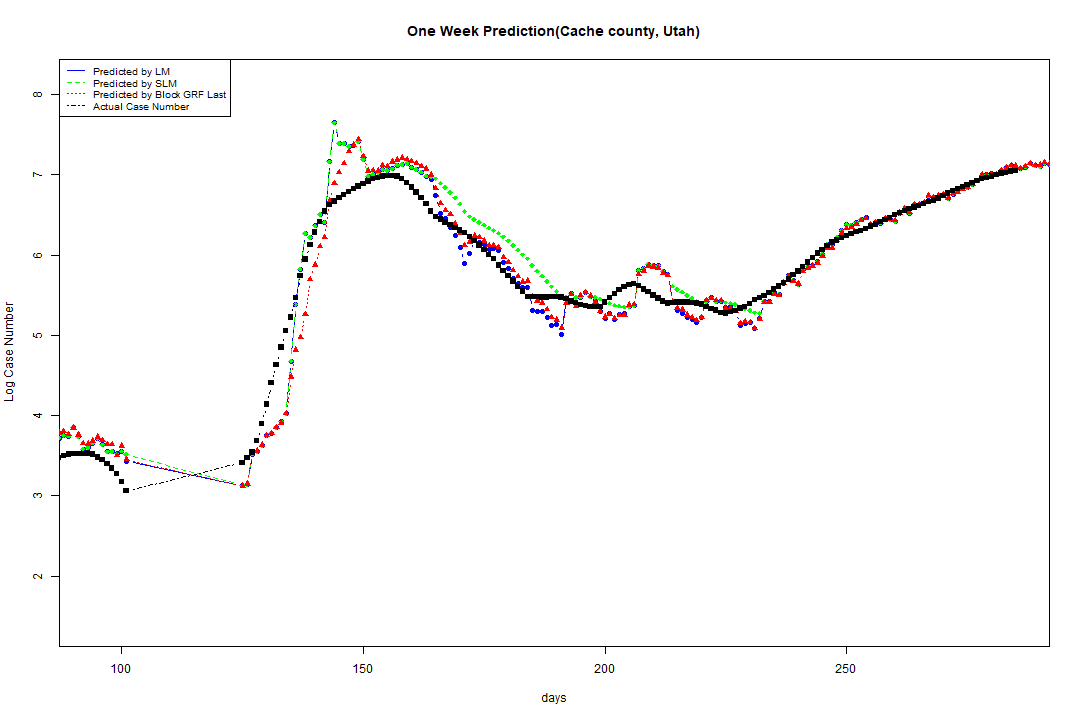 One Week Prediction(Cache county, Utah)
Predicted by LM
Predicted by SLM
Predicted by Block GRF Last
Actual Case Number
Log Case Number
8
7
6
5
4
3
2
100 150 200 250
days